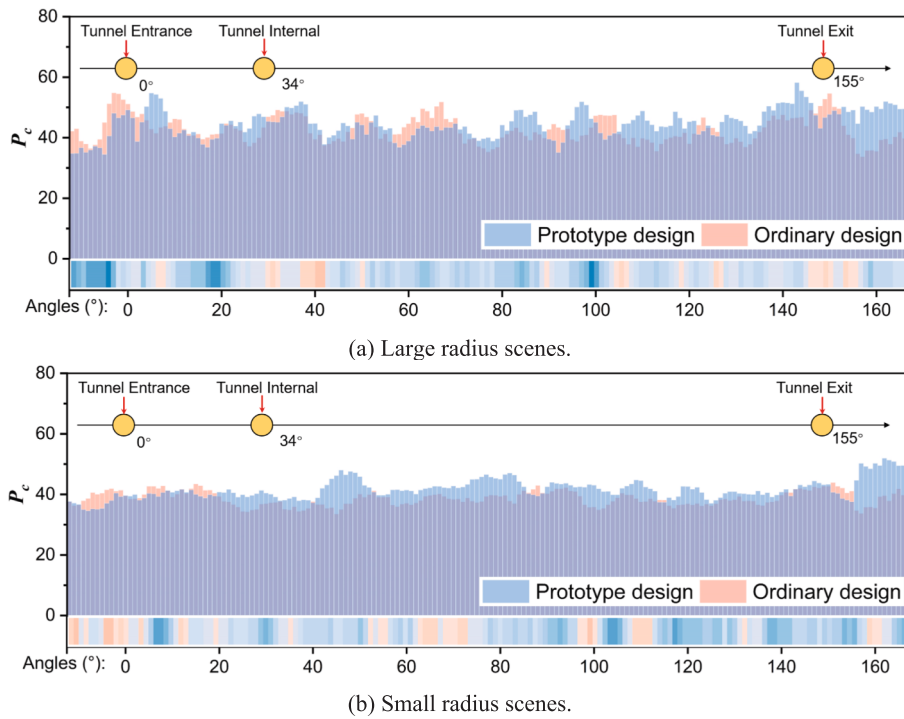 80
Tunnel Entrance Tunnel Internal Tunnel Exit
60
0° 34° 155°
P_c
40
20
Prototype design Ordinary design
0
Angles (°): 0 20 40 60 80 100 120 140 160
(a) Large radius scenes.
80
Tunnel Entrance Tunnel Internal Tunnel Exit
60
0° 34° 155°
P_c
40
20
Prototype design Ordinary design
0
Angles (°): 0 20 40 60 80 100 120 140 160
(b) Small radius scenes.